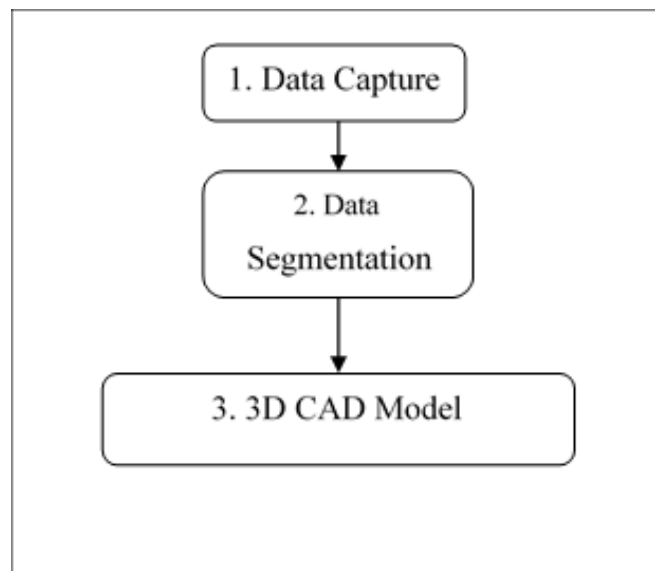 1. Data Capture
2. Data
Segmentation
3. 3D CAD Model